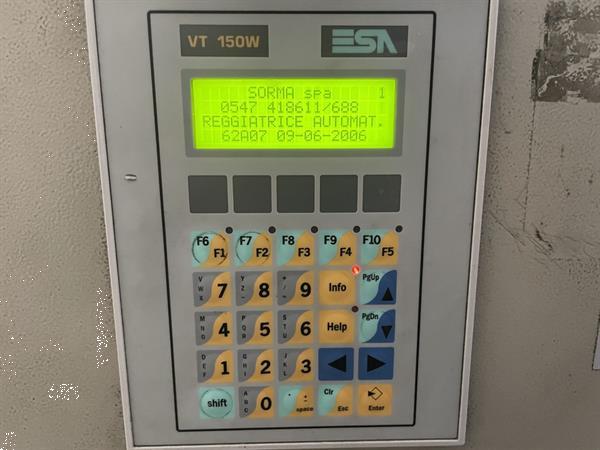 VT 150W ESA
SORMA spa 1
0547 418611/688
REGGIATRICE AUTOMAT.
62A07 09-06-2006
F6 F1 F7 F2 F8 F3 F9 F4 F10 F5
V W X 7 Y Z - 8 + / = 9 Info PgUp
M N O 4 P Q R 5 S T U 6 Help PgDn
D E F 1 G H I 2 J K L 3
shift A B C 0 . ± space Clr Esc Enter